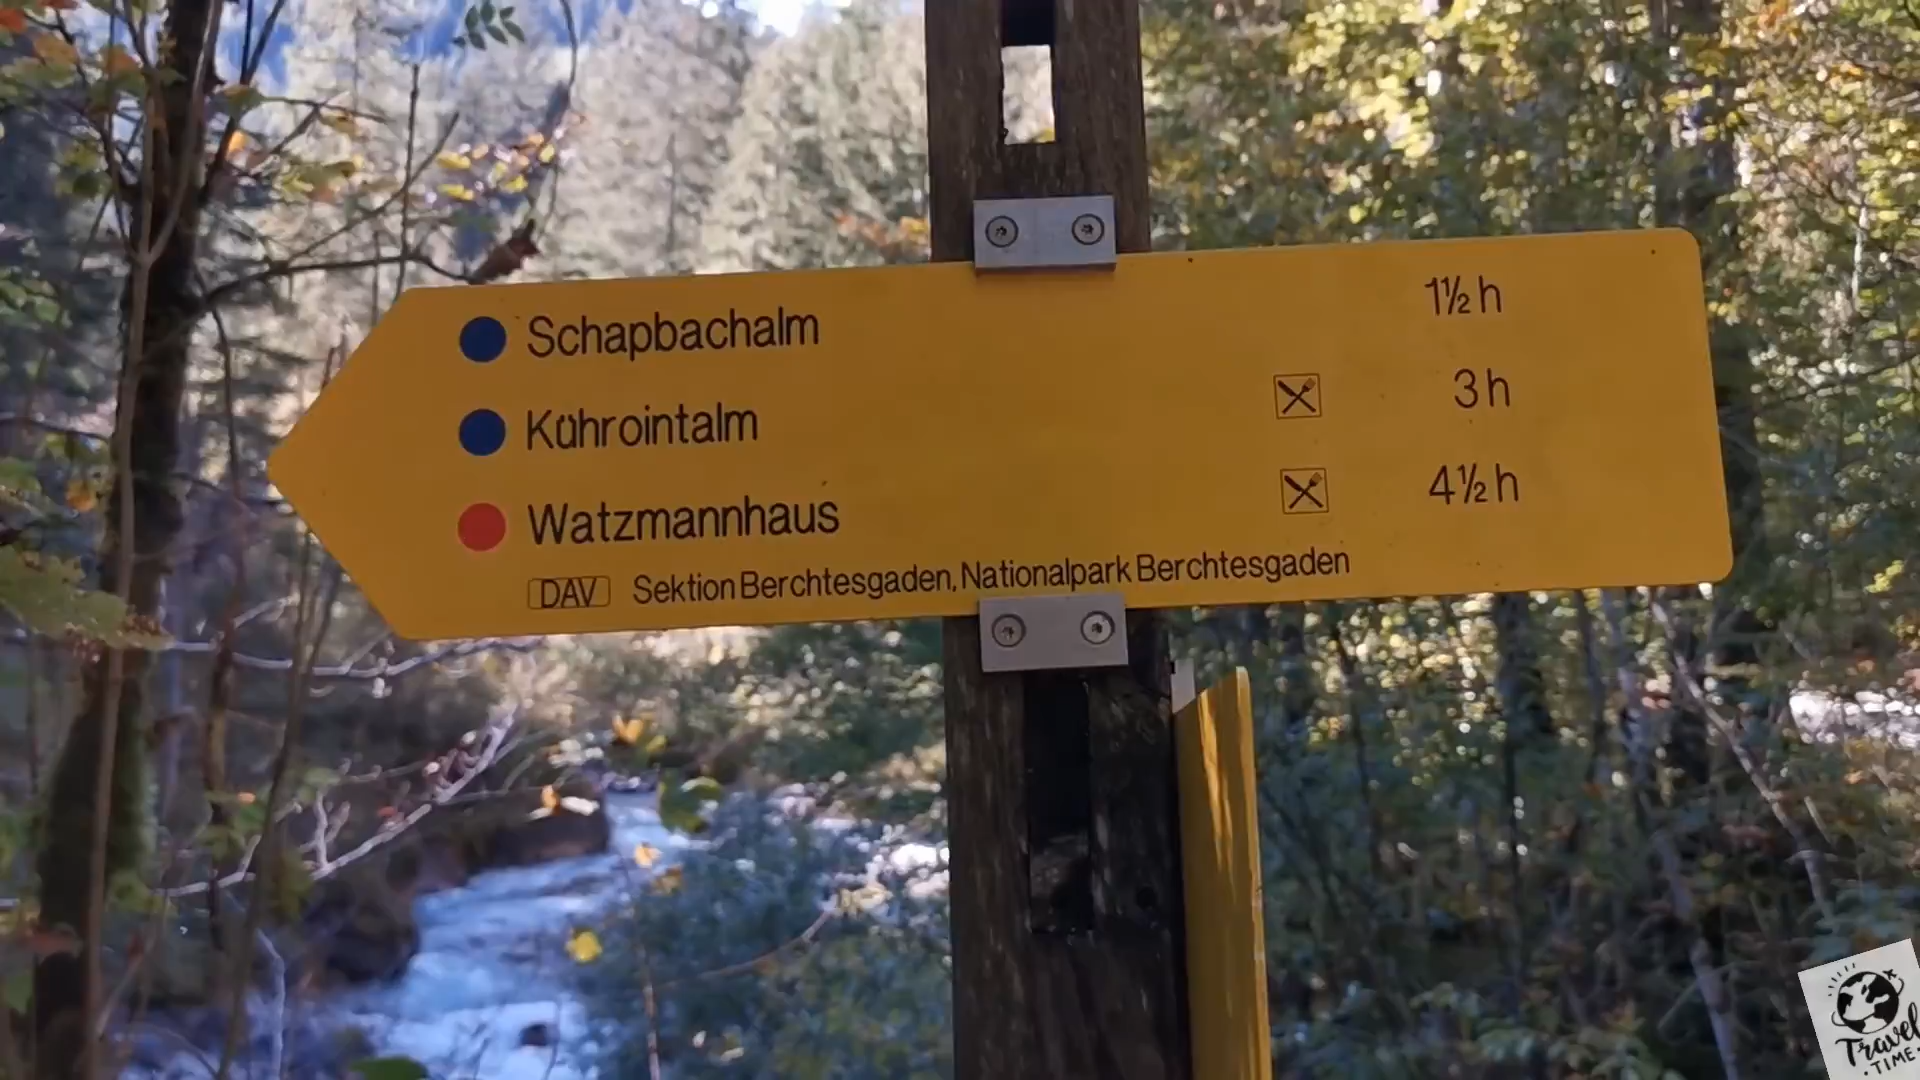 Schapbachalm 1½ h
Kührointalm 3 h
Watzmannhaus 4½ h
DAV Sektion Berchtesgaden, Nationalpark Berchtesgaden
Travel
TIME